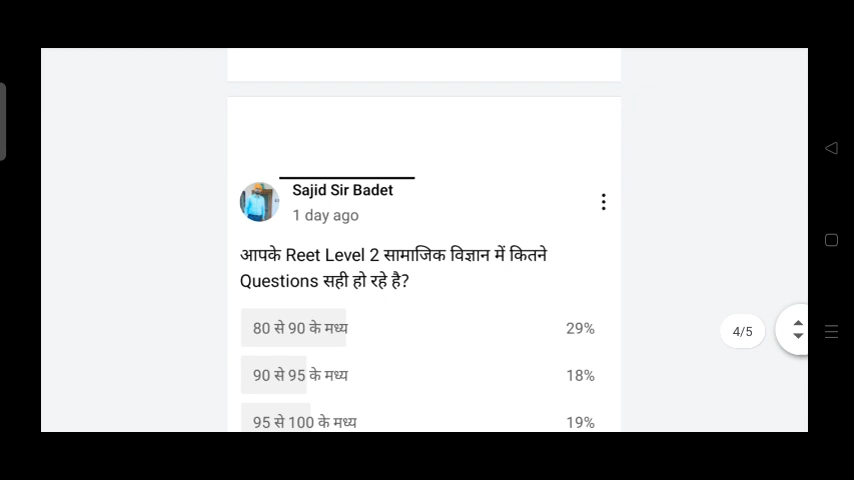 Sajid Sir Badet
1 day ago
आपके Reet Level 2 सामाजिक विज्ञान में कितने
Questions सही हो रहे है?
80 से 90 के मध्य 29%
90 से 95 के मध्य 18%
95 से 100 के मध्य 19%
4/5